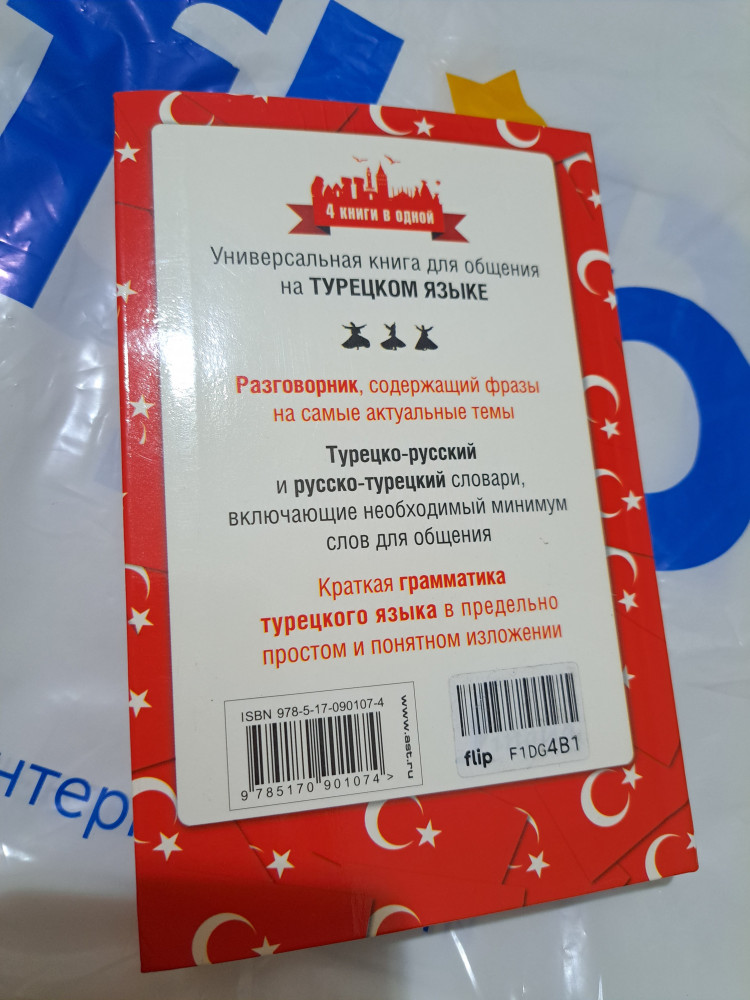 4 КНИГИ В ОДНОЙ
Универсальная книга для общения
на ТУРЕЦКОМ ЯЗЫКЕ
Разговорник, содержащий фразы
на самые актуальные темы
Турецко-русский
и русско-турецкий словари,
включающие необходимый минимум
слов для общения
Краткая грамматика
турецкого языка в предельно
простом и понятном изложении
ISBN 978-5-17-090107-4
9 785170 901074 >
www.ast.ru
flip F1DG4B1
нтер